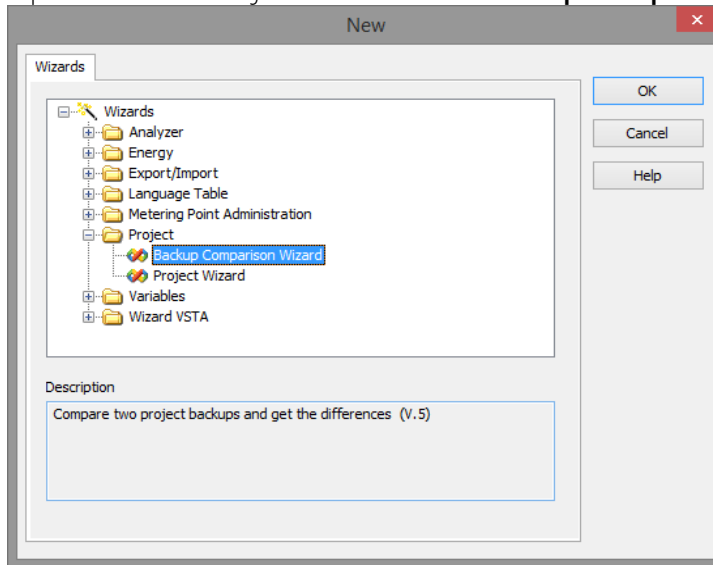 New
Wizards
OK
Cancel
Help
Wizards
Analyzer
Energy
Export/Import
Language Table
Metering Point Administration
Project
Backup Comparison Wizard
Project Wizard
Variables
Wizard VSTA
Description
Compare two project backups and get the differences (V.5)